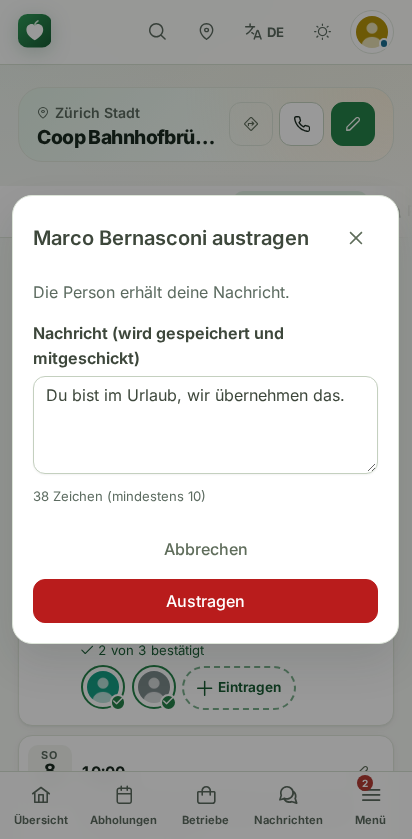 DE
Zürich Stadt
Coop Bahnhofbrü…
Marco Bernasconi austragen
Die Person erhält deine Nachricht.
Nachricht (wird gespeichert und
mitgeschickt)
Du bist im Urlaub, wir übernehmen das.
38 Zeichen (mindestens 10)
Abbrechen
Austragen
2 von 3 bestätigt
Eintragen
SO
8
10:00
2
Übersicht
Abholungen
Betriebe
Nachrichten
Menü